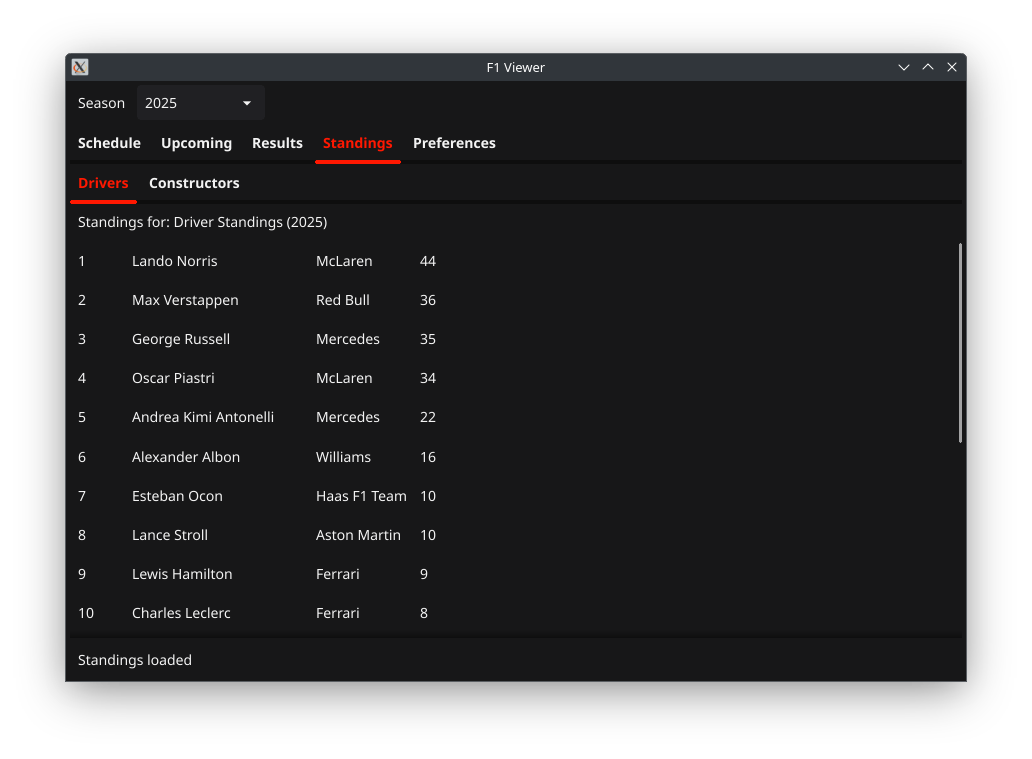 F1 Viewer
Season 2025
Schedule Upcoming Results Standings Preferences
Drivers Constructors
Standings for: Driver Standings (2025)
1 Lando Norris McLaren 44
2 Max Verstappen Red Bull 36
3 George Russell Mercedes 35
4 Oscar Piastri McLaren 34
5 Andrea Kimi Antonelli Mercedes 22
6 Alexander Albon Williams 16
7 Esteban Ocon Haas F1 Team 10
8 Lance Stroll Aston Martin 10
9 Lewis Hamilton Ferrari 9
10 Charles Leclerc Ferrari 8
Standings loaded